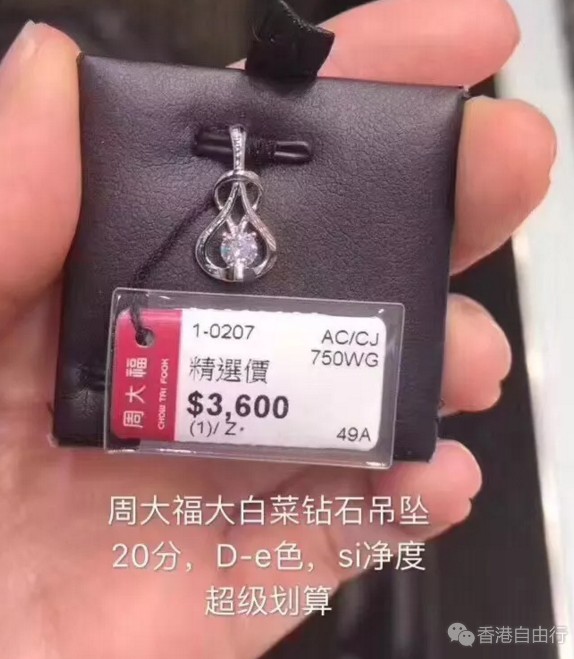 1-0207
AC/CJ
750WG
精選價
$3,600
(1)/ Z*
49A
周大福
CHOW TAI FOOK
周大福大白菜钻石吊坠
20分，D-e色，si净度
超级划算
香港自由行